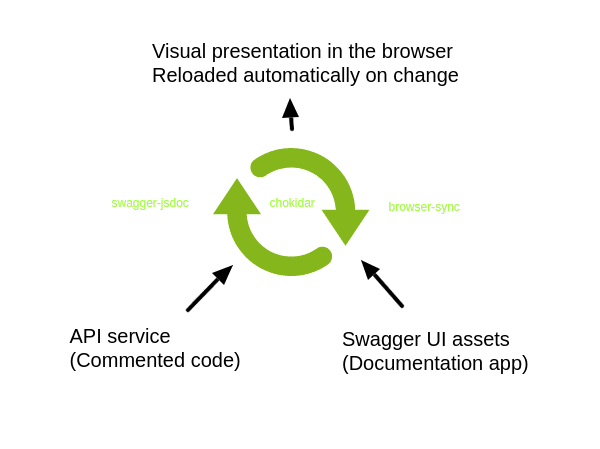 Visual presentation in the browser
Reloaded automatically on change
swagger-jsdoc
chokidar
browser-sync
API service
(Commented code)
Swagger UI assets
(Documentation app)